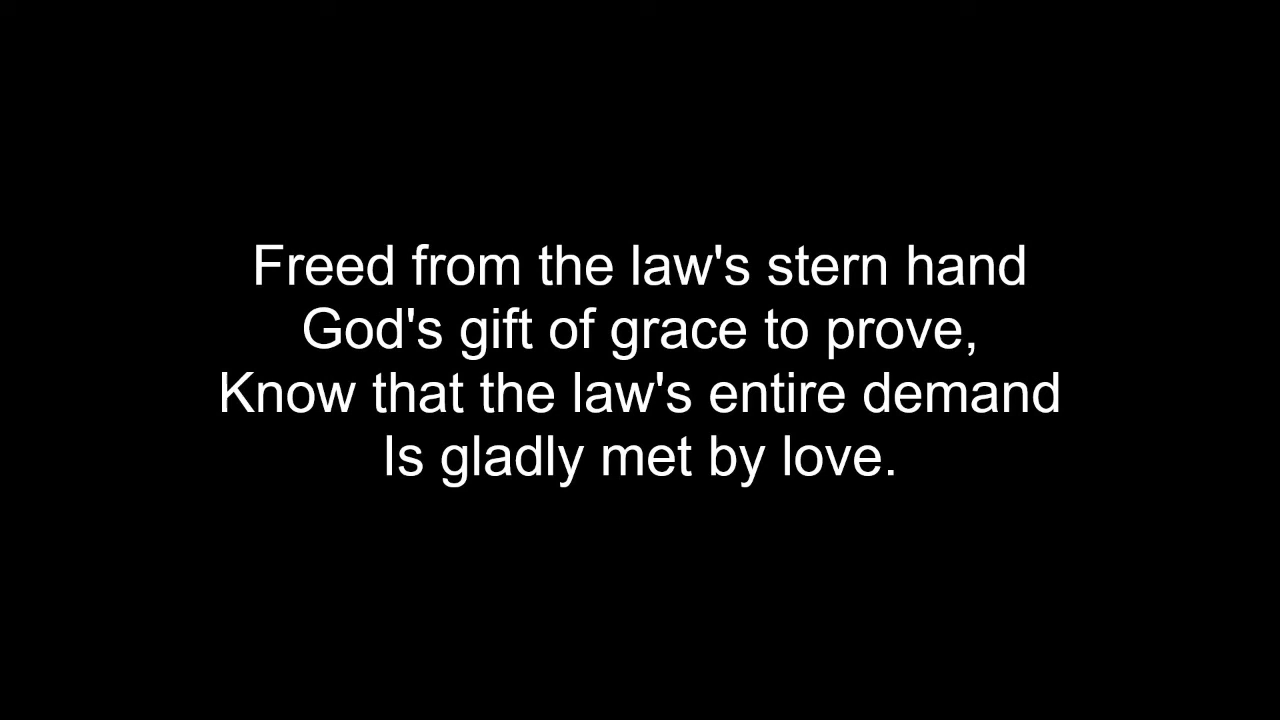 Freed from the law's stern hand
God's gift of grace to prove,
Know that the law's entire demand
Is gladly met by love.